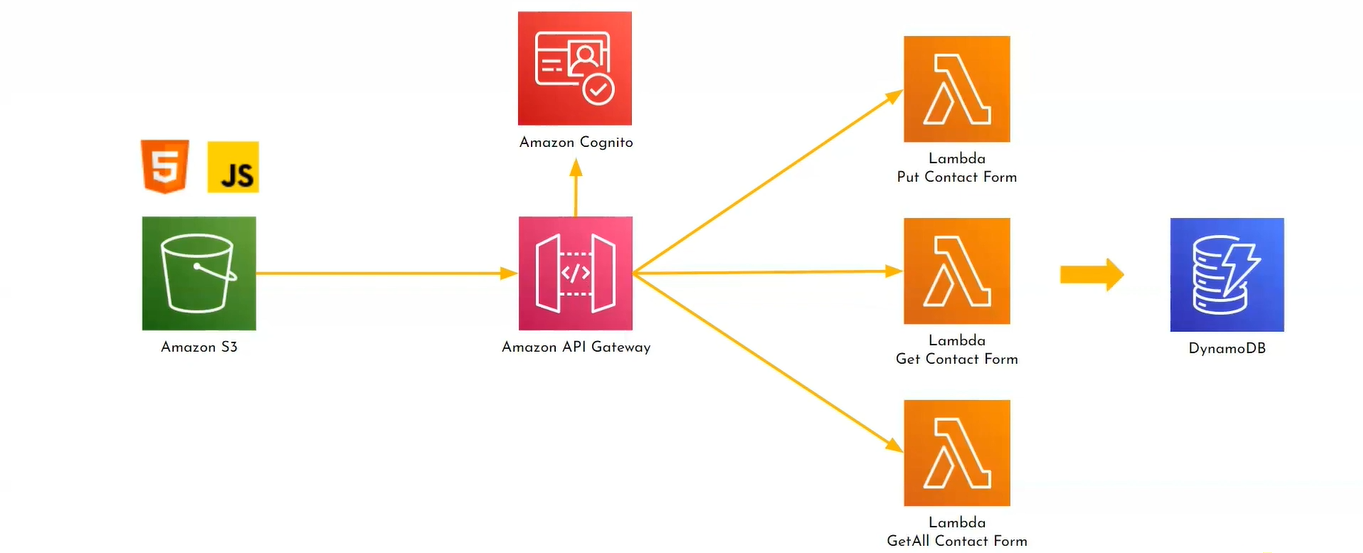 Amazon Cognito
5
JS
Amazon S3
</>
Amazon API Gateway
Lambda
Put Contact Form
Lambda
Get Contact Form
Lambda
GetAll Contact Form
DynamoDB